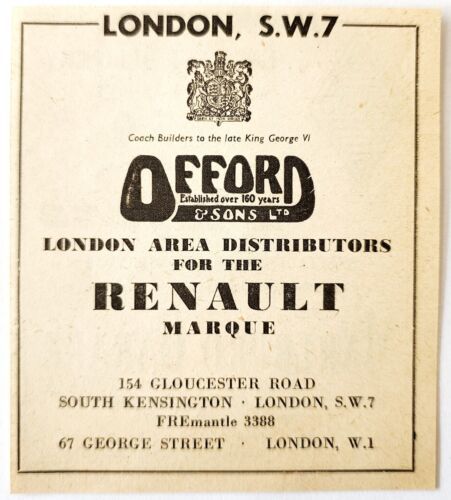 LONDON, S.W.7
Coach Builders to the late King George VI
OFFORD
Established over 160 years
& SONS LTD
LONDON AREA DISTRIBUTORS
FOR THE
RENAULT
MARQUE
154 GLOUCESTER ROAD
SOUTH KENSINGTON · LONDON, S.W.7
FREmantle 3388
67 GEORGE STREET · LONDON, W.1